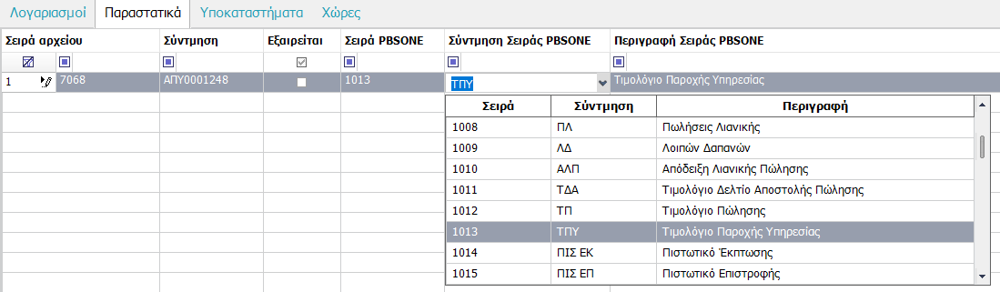 Λογαριασμοί Παραστατικά Υποκαταστήματα Χώρες
Σειρά αρχείου Σύντμηση Εξαιρείται Σειρά PBSONE Σύντμηση Σειράς PBSONE Περιγραφή Σειράς PBSONE
1 7068 ΑΠΥ0001248 1013 ΤΠΥ Τιμολόγιο Παροχής Υπηρεσίας
Σειρά Σύντμηση Περιγραφή
1008 ΠΛ Πωλήσεις Λιανικής
1009 ΛΔ Λοιπών Δαπανών
1010 ΑΛΠ Απόδειξη Λιανικής Πώλησης
1011 ΤΔΑ Τιμολόγιο Δελτίο Αποστολής Πώλησης
1012 ΤΠ Τιμολόγιο Πώλησης
1013 ΤΠΥ Τιμολόγιο Παροχής Υπηρεσίας
1014 ΠΙΣ ΕΚ Πιστωτικό Έκπτωσης
1015 ΠΙΣ ΕΠ Πιστωτικό Επιστροφής